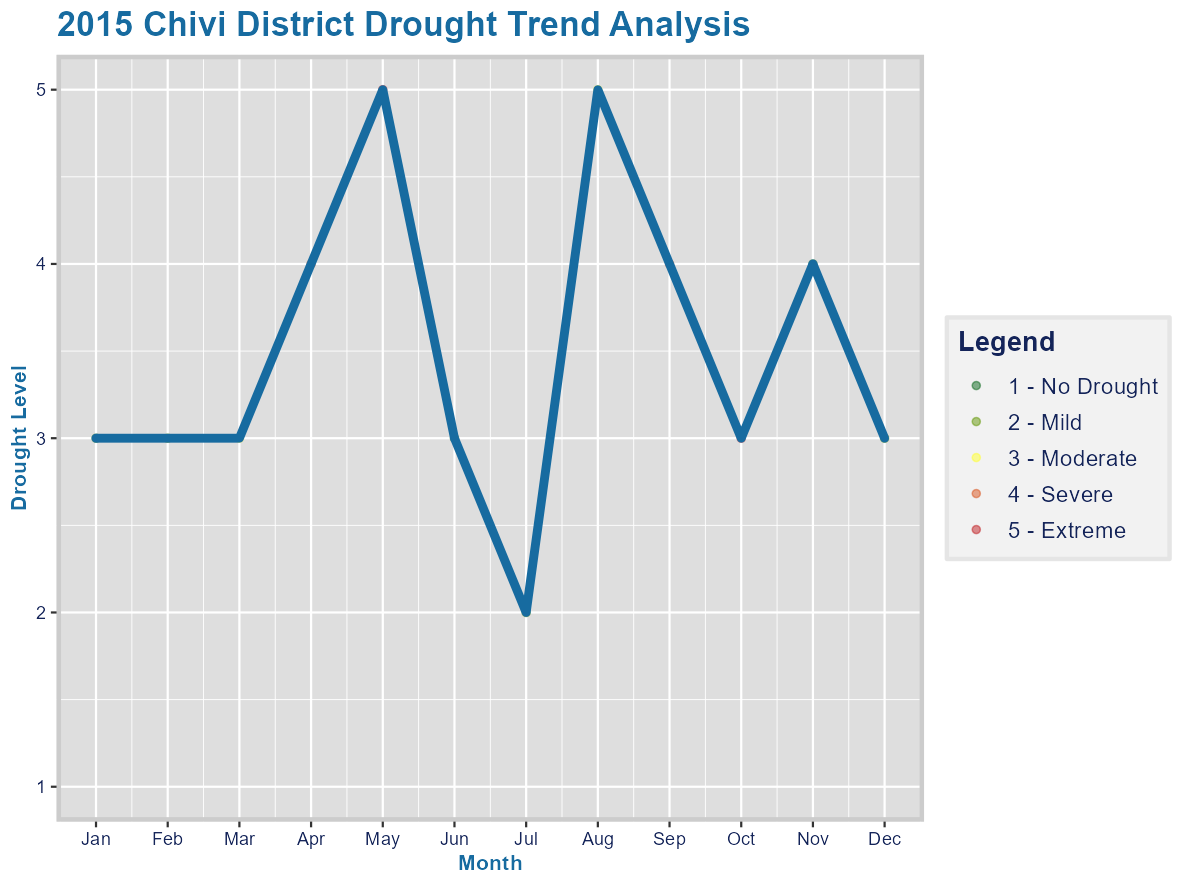 2015 Chivi District Drought Trend Analysis
5
4
3
2
1
Drought Level
Jan Feb Mar Apr May Jun Jul Aug Sep Oct Nov Dec
Month
Legend
1 - No Drought
2 - Mild
3 - Moderate
4 - Severe
5 - Extreme